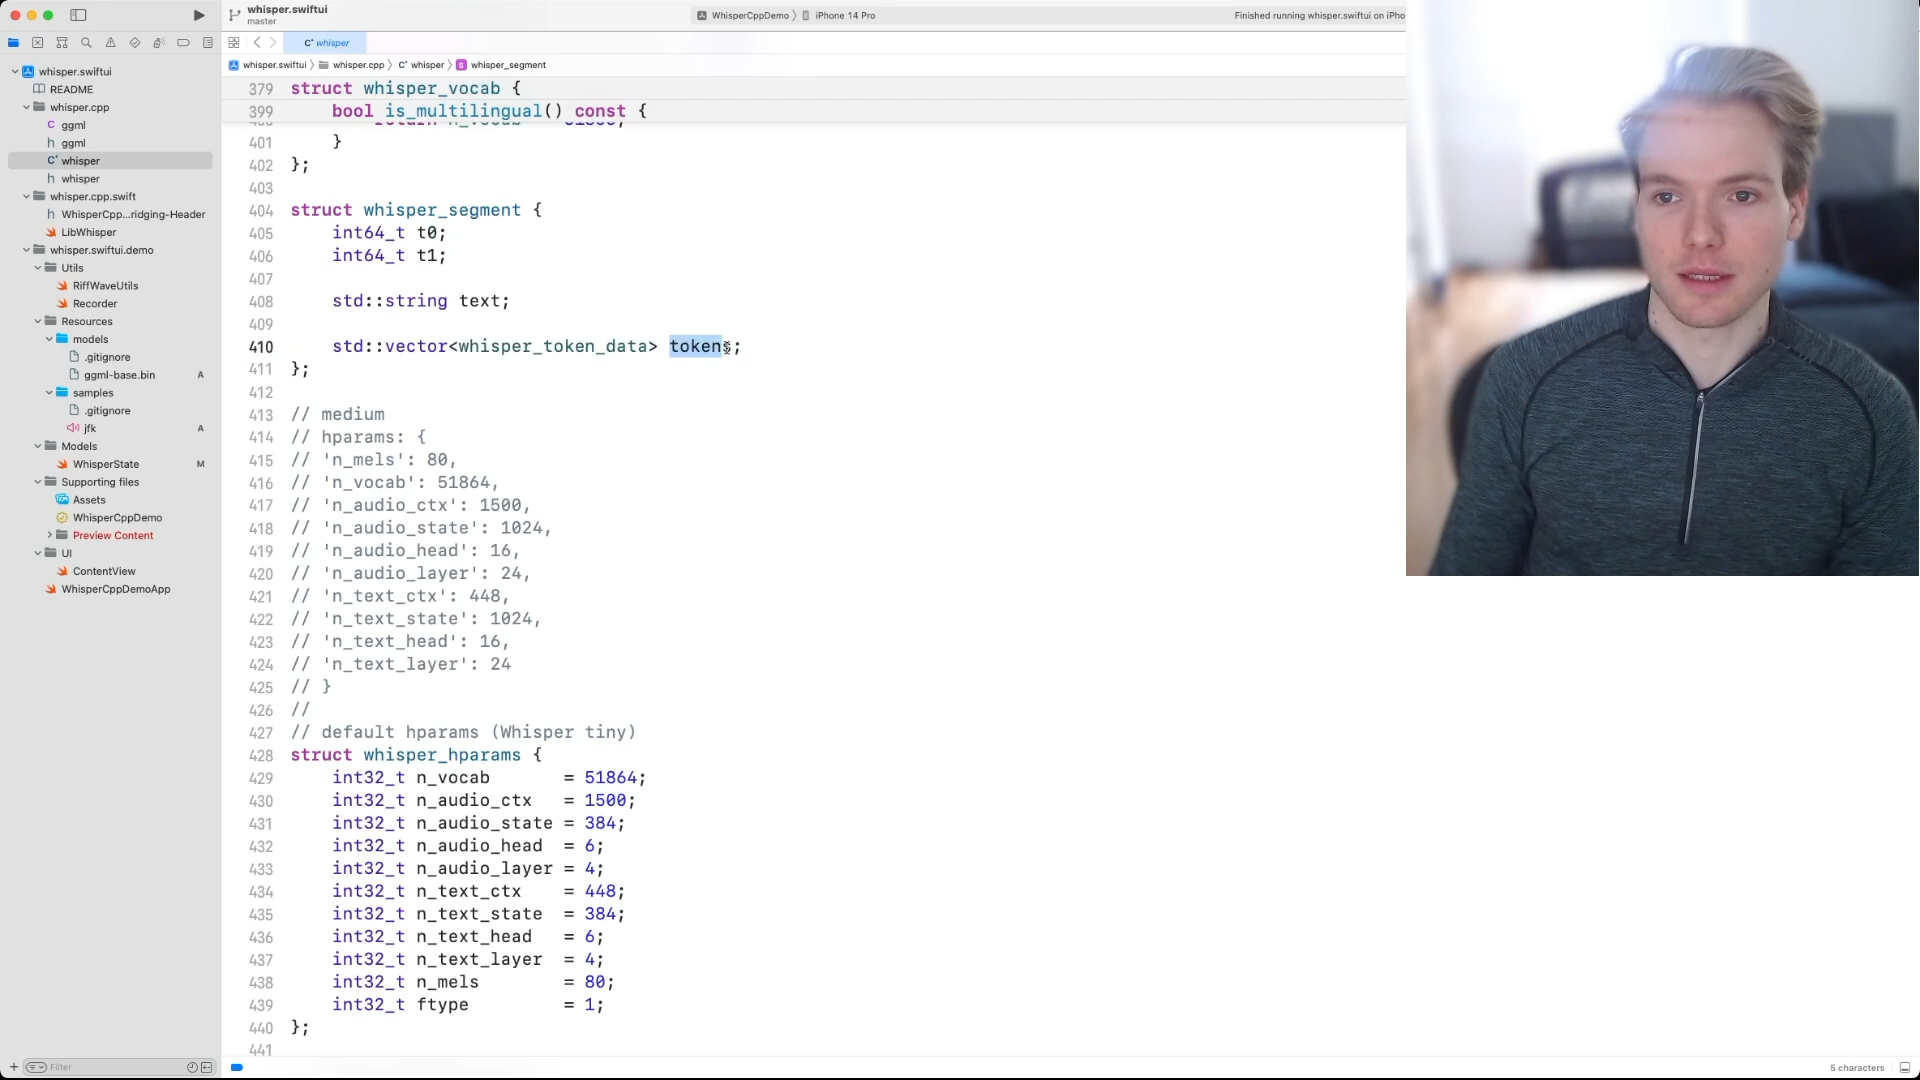 whisper.swiftui
master
WhisperCppDemo
iPhone 14 Pro
Finished running whisper.swiftui on iPho
whisper
whisper.swiftui
whisper.cpp
whisper
whisper_segment
whisper.swiftui
README
whisper.cpp
ggml
ggml
whisper
whisper
whisper.cpp.swift
WhisperCpp...ridging-Header
LibWhisper
whisper.swiftui.demo
Utils
RiffWaveUtils
Recorder
Resources
models
.gitignore
ggml-base.bin A
samples
.gitignore
jfk A
Models
WhisperState M
Supporting files
Assets
WhisperCppDemo
Preview Content
UI
ContentView
WhisperCppDemoApp
Filter
379 struct whisper_vocab {
399 bool is_multilingual() const {
401 }
402 };
403
404 struct whisper_segment {
405 int64_t t0;
406 int64_t t1;
407
408 std::string text;
409
410 std::vector<whisper_token_data> tokens;
411 };
412
413 // medium
414 // hparams: {
415 // 'n_mels': 80,
416 // 'n_vocab': 51864,
417 // 'n_audio_ctx': 1500,
418 // 'n_audio_state': 1024,
419 // 'n_audio_head': 16,
420 // 'n_audio_layer': 24,
421 // 'n_text_ctx': 448,
422 // 'n_text_state': 1024,
423 // 'n_text_head': 16,
424 // 'n_text_layer': 24
425 // }
426 //
427 // default hparams (Whisper tiny)
428 struct whisper_hparams {
429 int32_t n_vocab = 51864;
430 int32_t n_audio_ctx = 1500;
431 int32_t n_audio_state = 384;
432 int32_t n_audio_head = 6;
433 int32_t n_audio_layer = 4;
434 int32_t n_text_ctx = 448;
435 int32_t n_text_state = 384;
436 int32_t n_text_head = 6;
437 int32_t n_text_layer = 4;
438 int32_t n_mels = 80;
439 int32_t ftype = 1;
440 };
441
5 characters